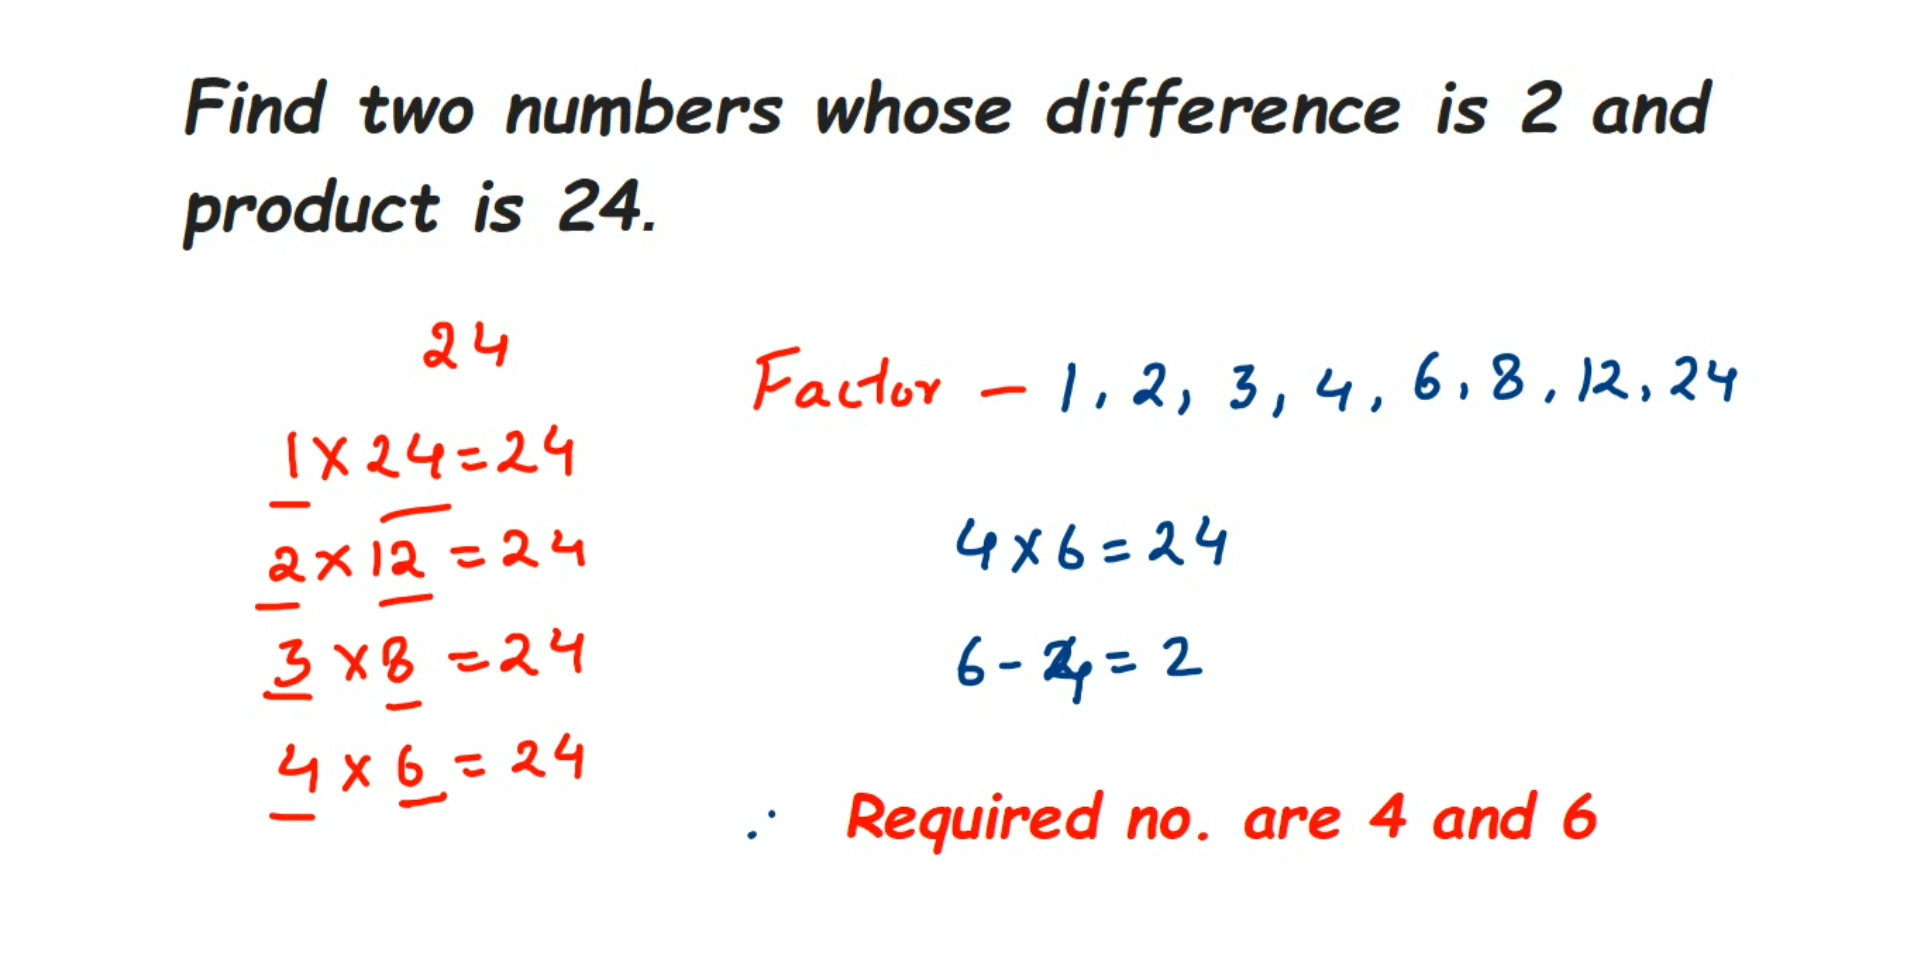 Find two numbers whose difference is 2 and
product is 24.
24
1 × 24 = 24
2 × 12 = 24
3 × 8 = 24
4 × 6 = 24
Factor - 1, 2, 3, 4, 6, 8, 12, 24
4 × 6 = 24
6 - 4 = 2
∴ Required no. are 4 and 6